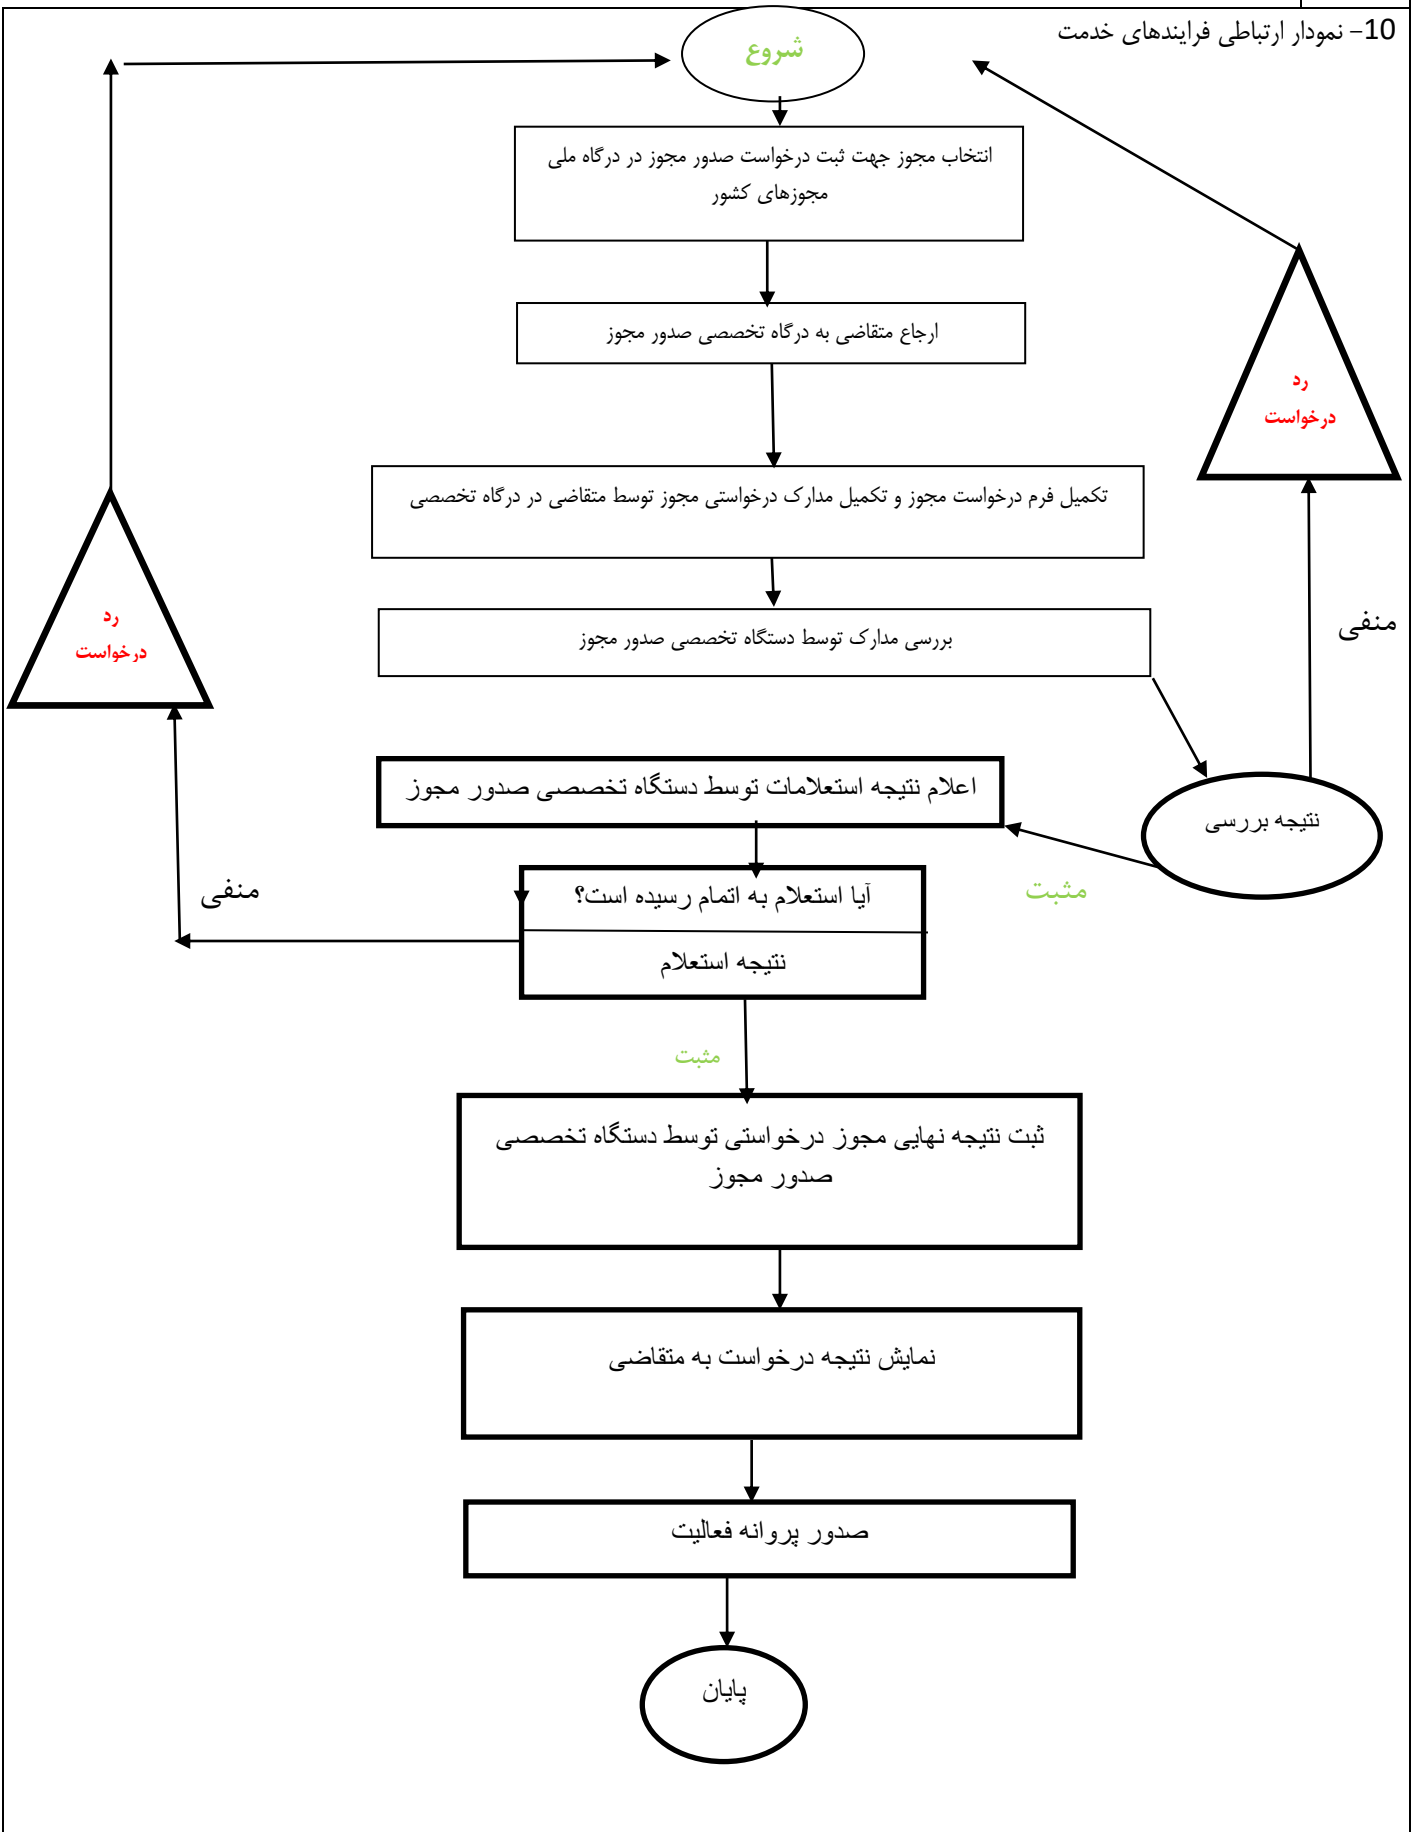 10- نمودار ارتباطی فرایندهای خدمت
شروع
انتخاب مجوز جهت ثبت درخواست صدور مجوز در درگاه ملی
مجوزهای کشور
ارجاع متقاضی به درگاه تخصصی صدور مجوز
رد
درخواست
تکمیل فرم درخواست مجوز و تکمیل مدارک درخواستی مجوز توسط متقاضی در درگاه تخصصی
رد
درخواست
منفی
بررسی مدارک توسط دستگاه تخصصی صدور مجوز
نتیجه بررسی
اعلام نتیجه استعلامات توسط دستگاه تخصصی صدور مجوز
مثبت
آیا استعلام به اتمام رسیده است؟
منفی
نتیجه استعلام
مثبت
ثبت نتیجه نهایی مجوز درخواستی توسط دستگاه تخصصی
صدور مجوز
نمایش نتیجه درخواست به متقاضی
صدور پروانه فعالیت
پایان